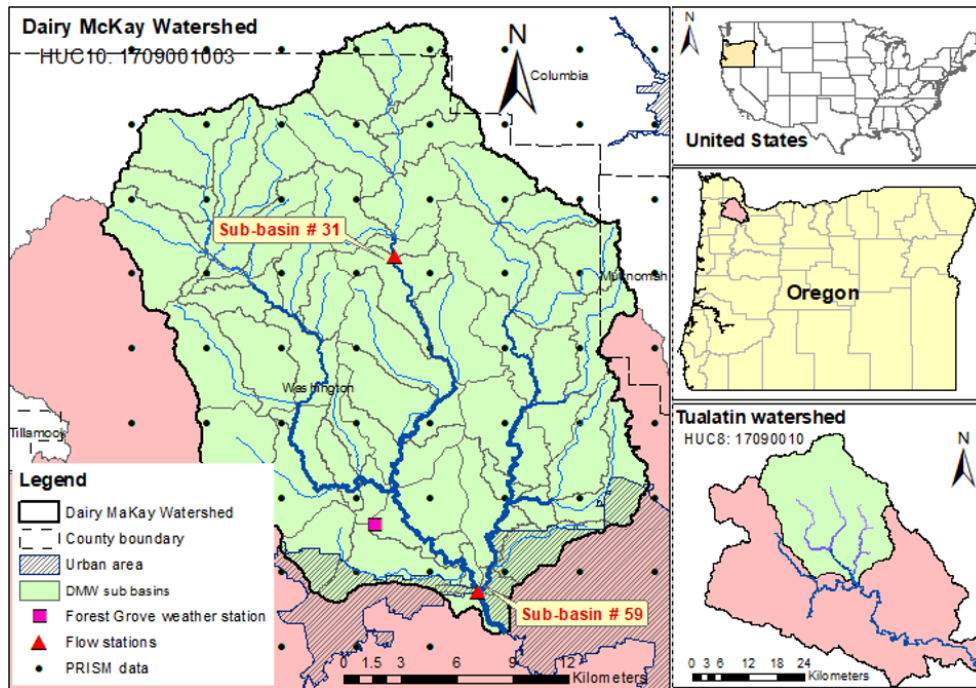 Dairy McKay Watershed
HUC10: 1709001003
N
Columbia
Sub-basin # 31
Multnomah
Washington
Tillamook
Legend
Dairy MaKay Watershed
County boundary
Urban area
DMW sub basins
Forest Grove weather station
Flow stations
PRISM data
Sub-basin # 59
0 1.5 3 6 9 12
Kilometers
N
United States
Oregon
Tualatin watershed
HUC8: 17090010
N
0 3 6 12 18 24
Kilometers